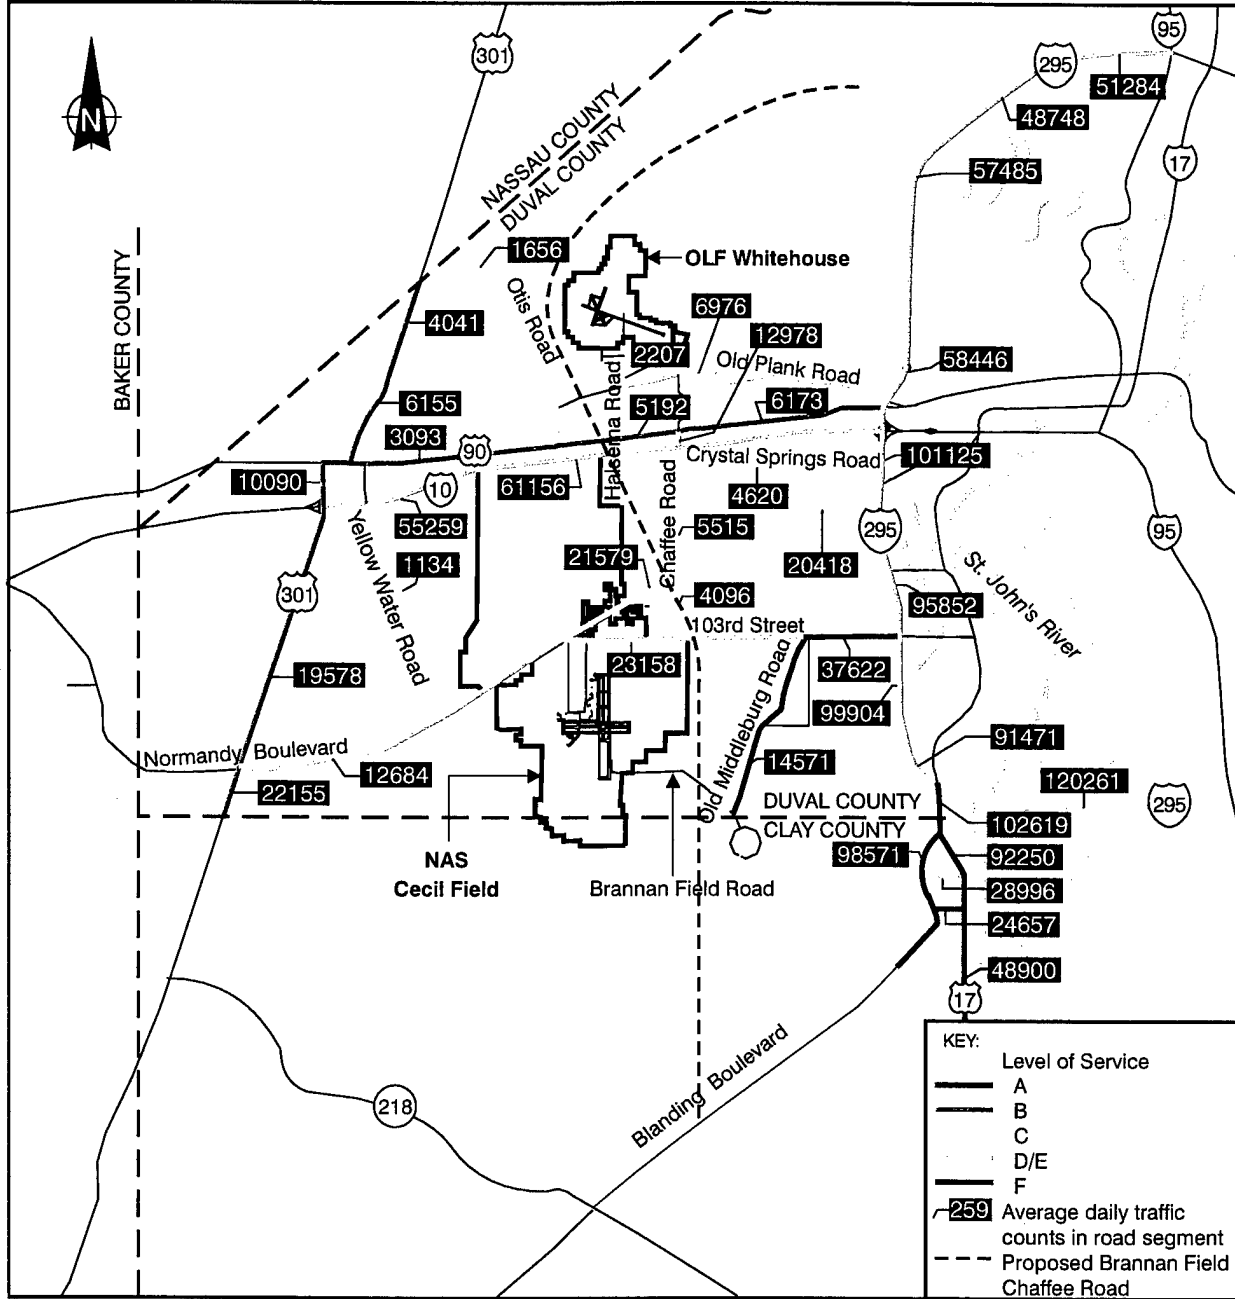 95
301
295
51284
48748
N
17
57485
NASSAU COUNTY
DUVAL COUNTY
1656
OLF Whitehouse
BAKER COUNTY
Otis Road
6976
4041
12978
2207
Old Plank Road
58446
6155
5192
6173
3093
90
Halsema Road
Crystal Springs Road
101125
10090
10
61156
4620
Chaffee Road
55259
5515
295
95
Yellow Water Road
21579
20418
1134
St. John's River
301
4096
95852
103rd Street
23158
37622
19578
Old Middleburg Road
99904
Normandy Boulevard
91471
12684
14571
120261
22155
DUVAL COUNTY
295
CLAY COUNTY
102619
NAS
Cecil Field
98571
92250
Brannan Field Road
28996
24657
48900
17
218
Blanding Boulevard
KEY:
Level of Service
A
B
C
D/E
F
259 Average daily traffic
counts in road segment
Proposed Brannan Field
Chaffee Road